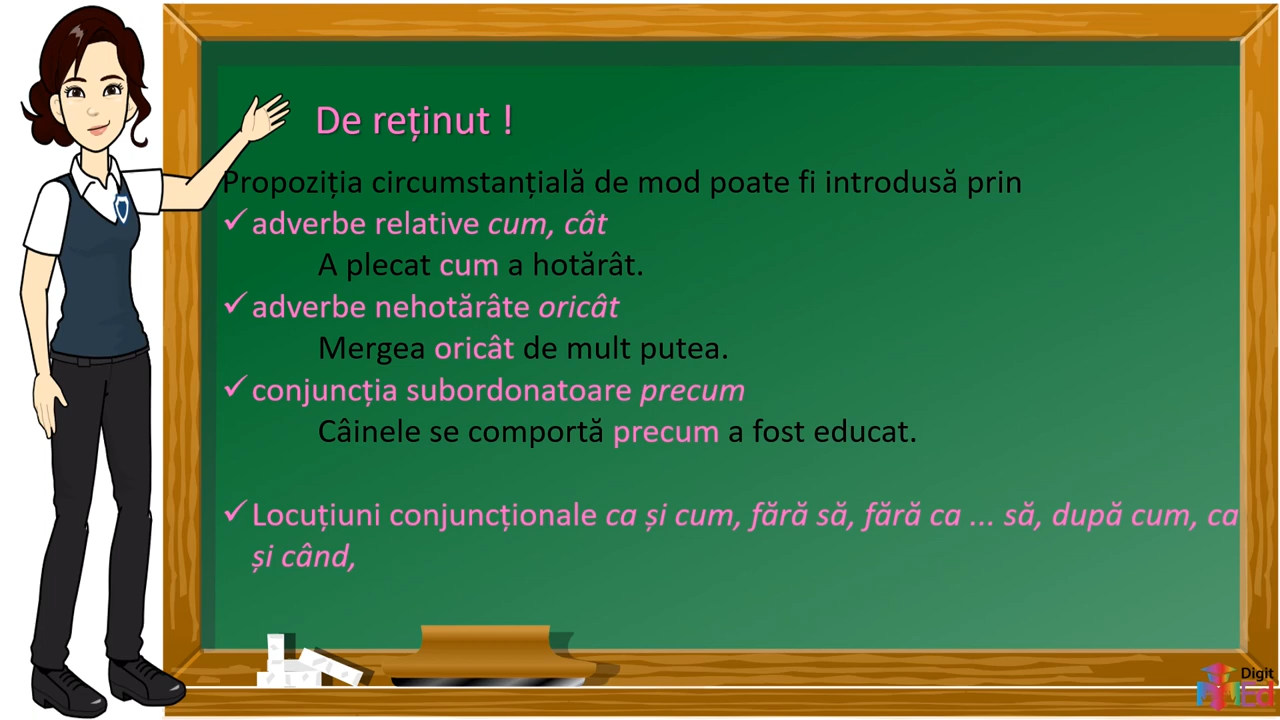 De reținut !
Propoziția circumstanțială de mod poate fi introdusă prin
✓ adverbe relative cum, cât
A plecat cum a hotărât.
✓ adverbe nehotărâte oricât
Mergea oricât de mult putea.
✓ conjuncția subordonatoare precum
Câinele se comportă precum a fost educat.
✓ Locuțiuni conjuncționale ca și cum, fără să, fără ca ... să, după cum, ca
și când,
Digit
Ed